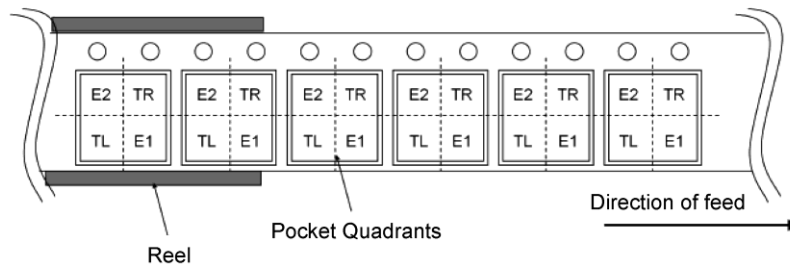 E2 TR E2 TR E2 TR E2 TR E2 TR E2 TR
TL E1 TL E1 TL E1 TL E1 TL E1 TL E1
Direction of feed
Pocket Quadrants
Reel